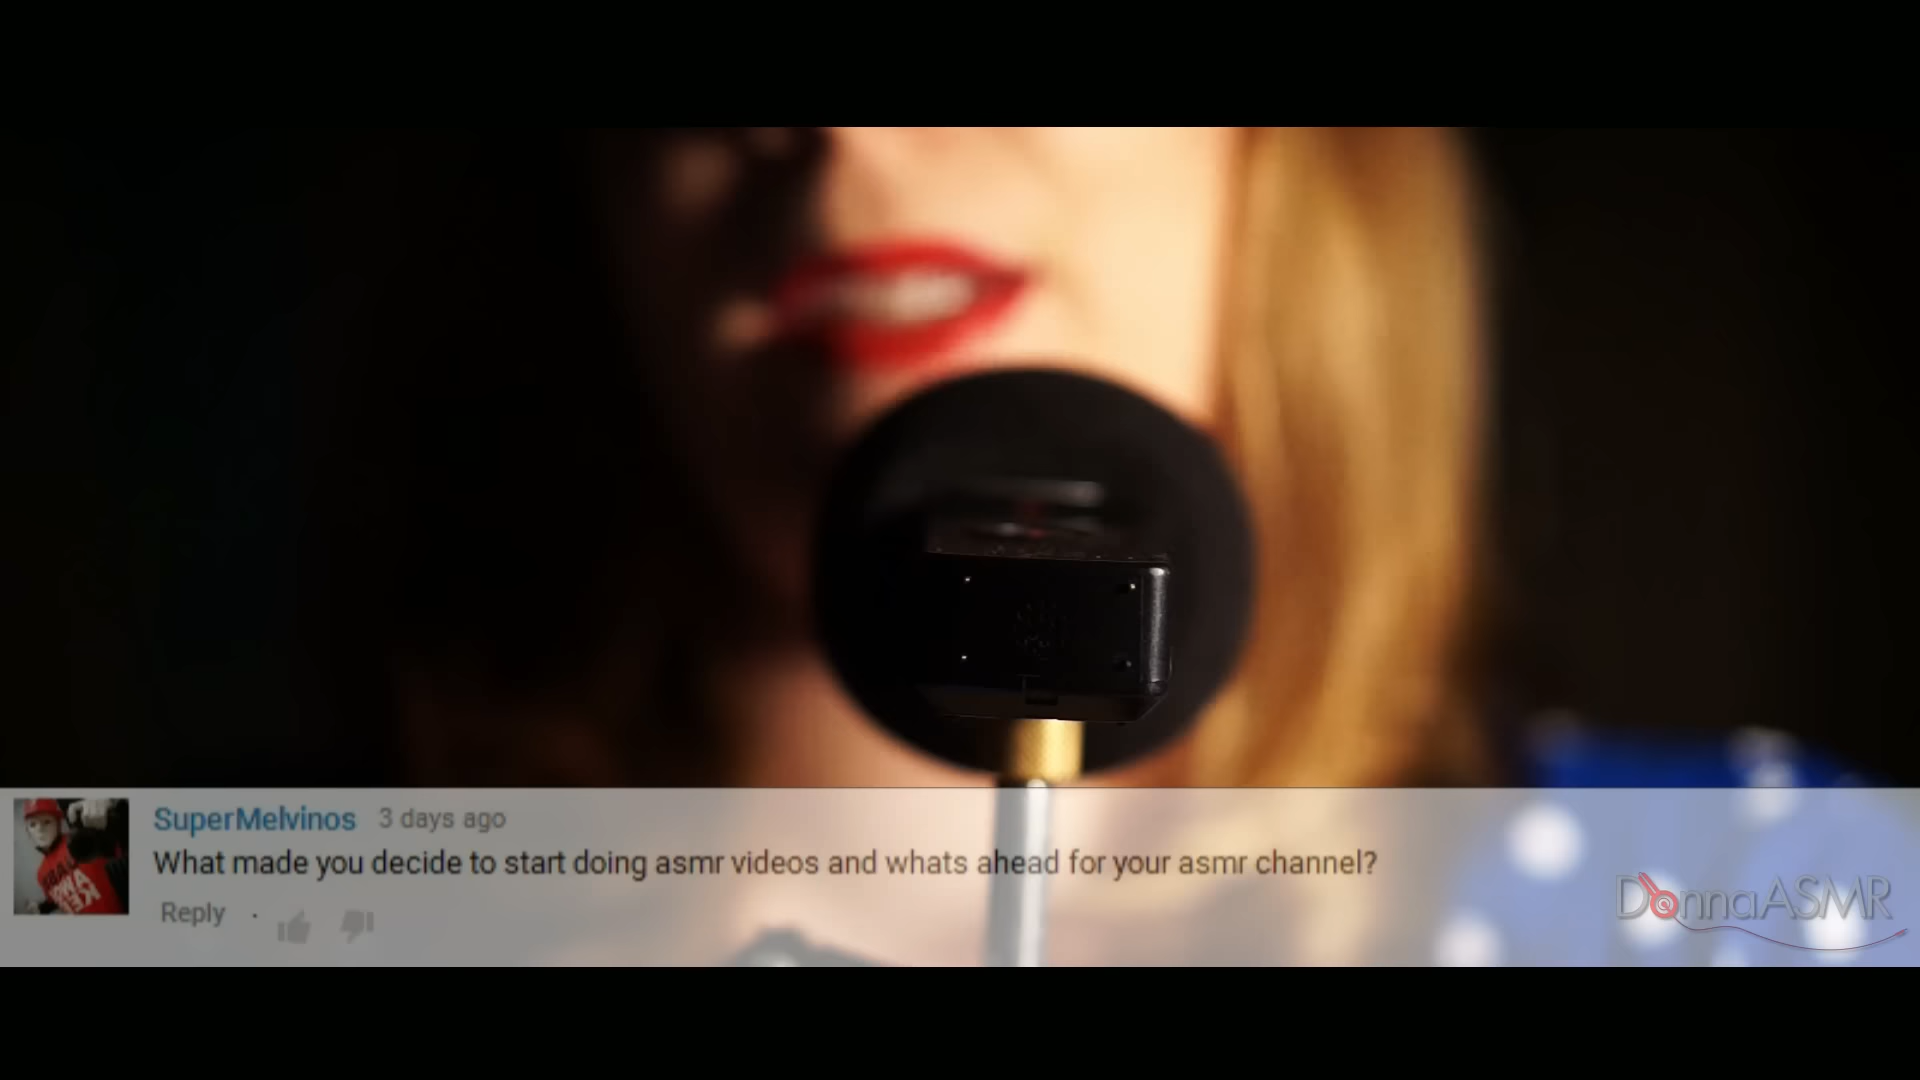 SuperMelvinos 3 days ago
What made you decide to start doing asmr videos and whats ahead for your asmr channel?
Reply .
DonnaASMR